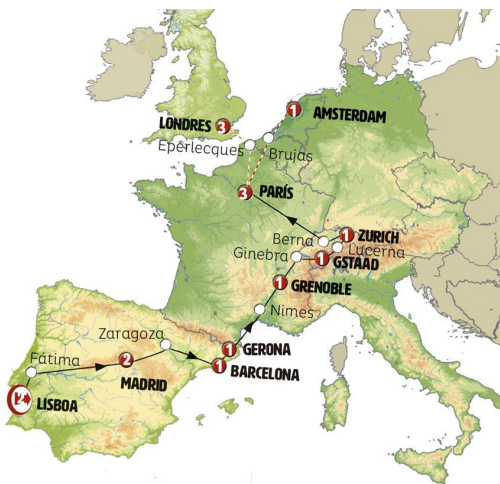 1 AMSTERDAM
LONDRES 3
Eperlecques
Brujas
3 PARÍS
Berna
1 ZURICH
Lucerna
Ginebra
1 GSTAAD
1 GRENOBLE
Nimes
Zaragoza
1 GERONA
Fátima
2
1 BARCELONA
MADRID
2 LISBOA